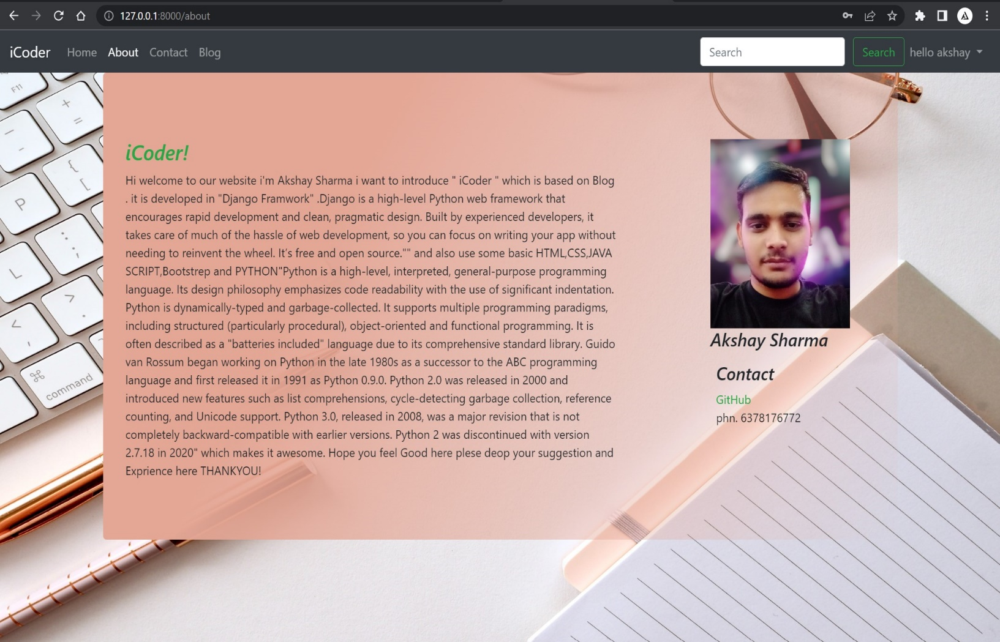 127.0.0.1:8000/about
iCoder Home About Contact Blog Search Search hello akshay
iCoder!
Hi welcome to our website i'm Akshay Sharma i want to introduce " iCoder " which is based on Blog
. it is developed in "Django Framwork" .Django is a high-level Python web framework that
encourages rapid development and clean, pragmatic design. Built by experienced developers, it
takes care of much of the hassle of web development, so you can focus on writing your app without
needing to reinvent the wheel. It’s free and open source."" and also use some basic HTML,CSS,JAVA
SCRIPT,Bootstrep and PYTHON"Python is a high-level, interpreted, general-purpose programming
language. Its design philosophy emphasizes code readability with the use of significant indentation.
Python is dynamically-typed and garbage-collected. It supports multiple programming paradigms,
including structured (particularly procedural), object-oriented and functional programming. It is
often described as a "batteries included" language due to its comprehensive standard library. Guido
van Rossum began working on Python in the late 1980s as a successor to the ABC programming
language and first released it in 1991 as Python 0.9.0. Python 2.0 was released in 2000 and
introduced new features such as list comprehensions, cycle-detecting garbage collection, reference
counting, and Unicode support. Python 3.0, released in 2008, was a major revision that is not
completely backward-compatible with earlier versions. Python 2 was discontinued with version
2.7.18 in 2020" which makes it awesome. Hope you feel Good here plese deop your suggestion and
Exprience here THANKYOU!
Akshay Sharma
Contact
GitHub
phn. 6378176772
F11
+
=
{
[
P
:
;
L
>
.
<
,
⌘
command